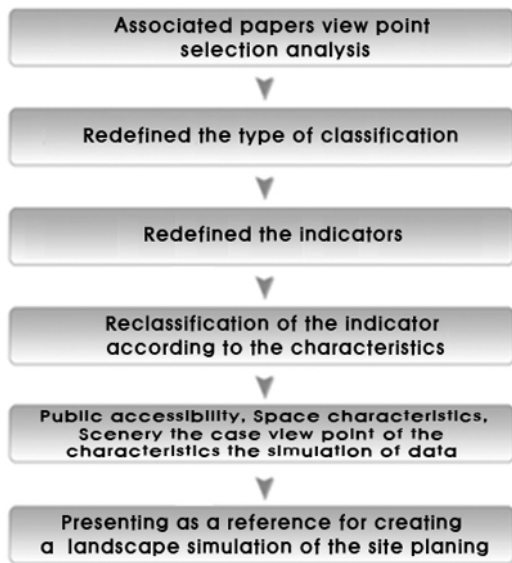 Associated papers view point
selection analysis
Redefined the type of classification
Redefined the indicators
Reclassification of the indicator
according to the characteristics
Public accessibility, Space characteristics,
Scenery the case view point of the
characteristics the simulation of data
Presenting as a reference for creating
a landscape simulation of the site planing